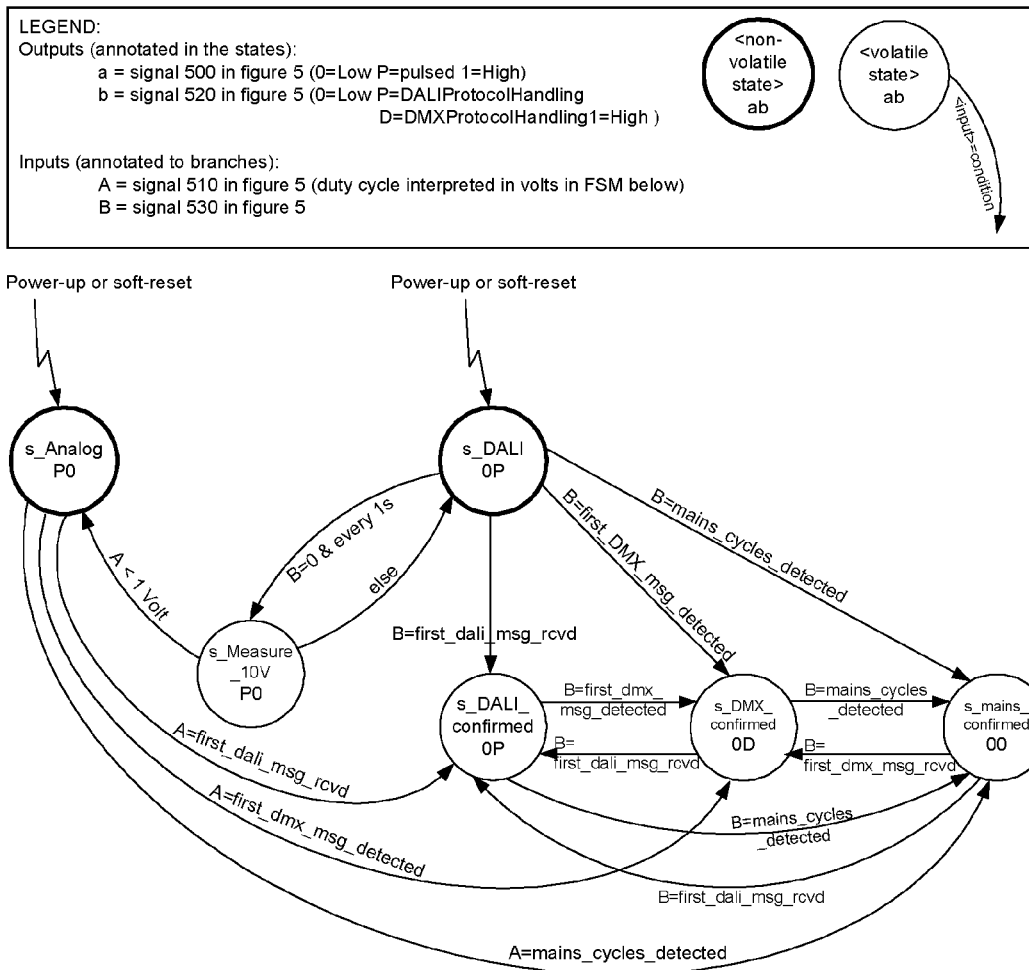 LEGEND:
Outputs (annotated in the states):
a = signal 500 in figure 5 (0=Low P=pulsed 1=High)
b = signal 520 in figure 5 (0=Low P=DALIProtocolHandling
D=DMXProtocolHandling1=High )
Inputs (annotated to branches):
A = signal 510 in figure 5 (duty cycle interpreted in volts in FSM below)
B = signal 530 in figure 5
<non-
volatile
state>
ab
<volatile
state>
ab
<input>=condition
Power-up or soft-reset
Power-up or soft-reset
s_Analog
P0
s_DALI
0P
B=0 & every 1s
else
A < 1 Volt
s_Measure
_10V
P0
B=first_DMX_msg_detected
B=mains_cycles_detected
B=first_dali_msg_rcvd
s_DALI_
confirmed
0P
B=first_dmx_
msg_detected
B=
first_dali_msg_rcvd
s_DMX_
confirmed
0D
B=mains_cycles
_detected
B=
first_dmx_msg_rcvd
s_mains_
confirmed
00
A=first_dali_msg_rcvd
A=first_dmx_msg_detected
B=mains_cycles
_detected
B=first_dali_msg_rcvd
A=mains_cycles_detected